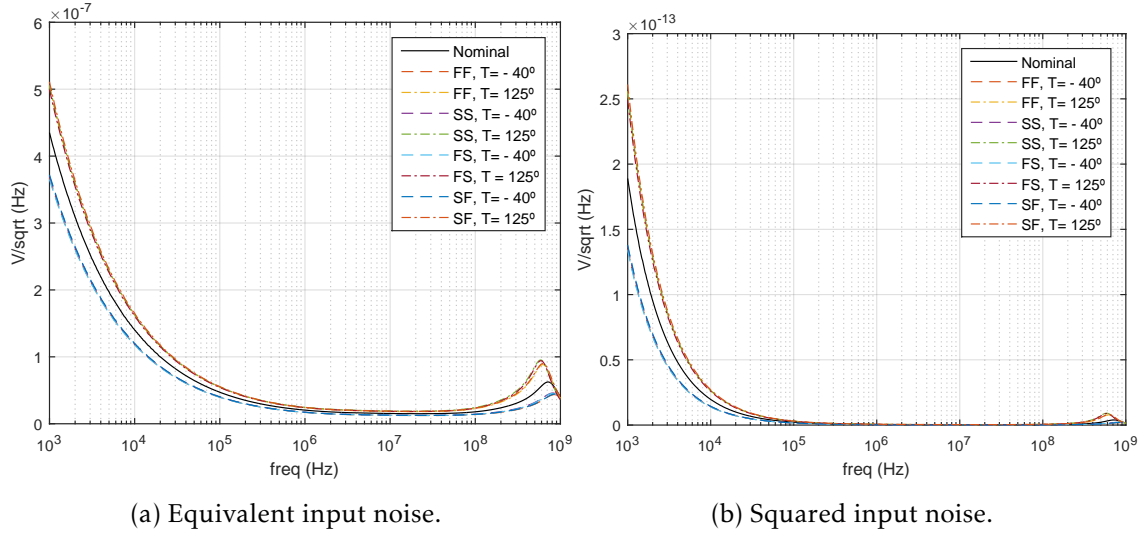 ×10⁻⁷
6
5
4
3
2
1
0
V/sqrt (Hz)
10³ 10⁴ 10⁵ 10⁶ 10⁷ 10⁸ 10⁹
freq (Hz)
Nominal
FF, T= - 40º
FF, T= 125º
SS, T= - 40º
SS, T= 125º
FS, T= - 40º
FS, T = 125º
SF, T= - 40º
SF, T= 125º
(a) Equivalent input noise.
×10⁻¹³
3
2.5
2
1.5
1
0.5
0
V/sqrt (Hz)
10³ 10⁴ 10⁵ 10⁶ 10⁷ 10⁸ 10⁹
freq (Hz)
Nominal
FF, T= - 40º
FF, T= 125º
SS, T= - 40º
SS, T= 125º
FS, T= - 40º
FS, T = 125º
SF, T= - 40º
SF, T= 125º
(b) Squared input noise.